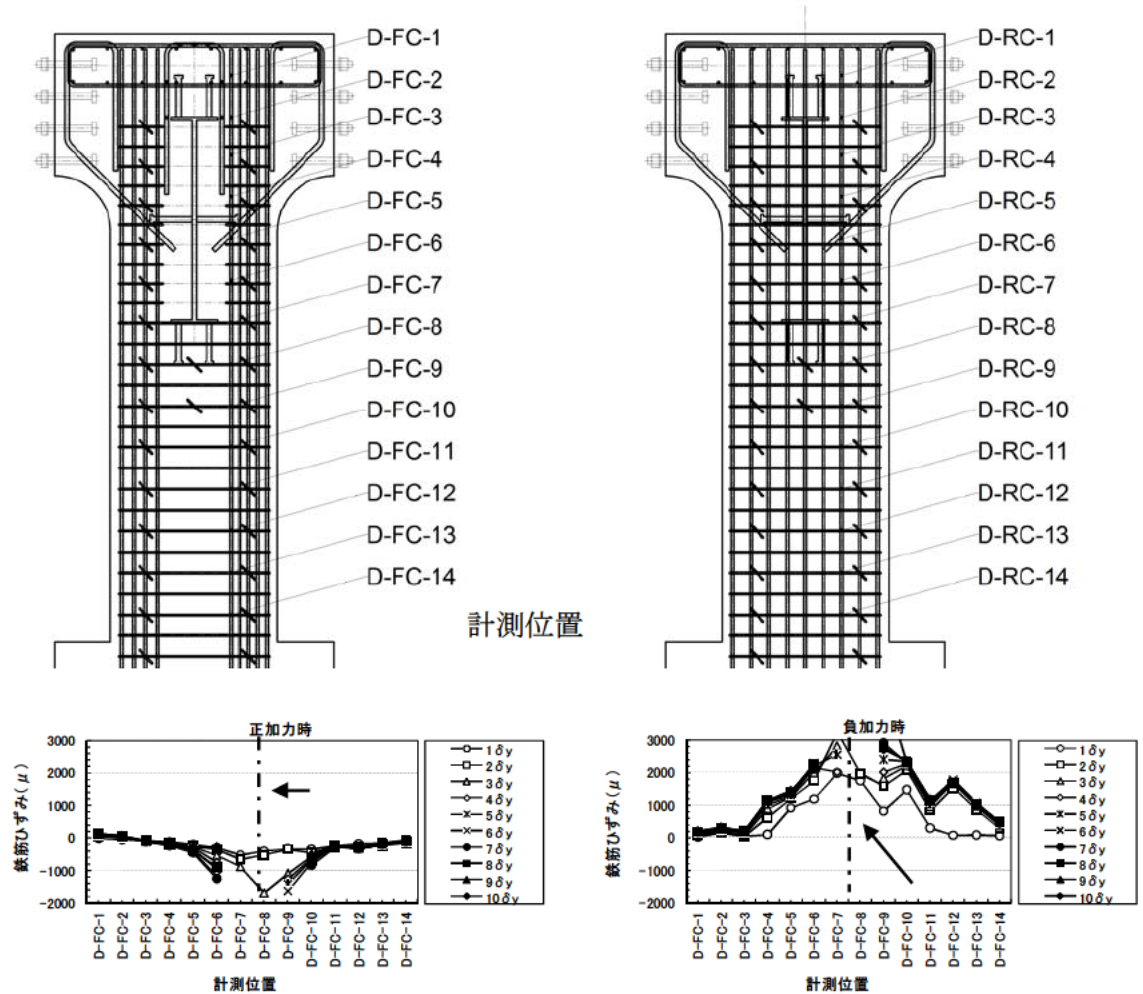 D-FC-1
D-FC-2
D-FC-3
D-FC-4
D-FC-5
D-FC-6
D-FC-7
D-FC-8
D-FC-9
D-FC-10
D-FC-11
D-FC-12
D-FC-13
D-FC-14
D-RC-1
D-RC-2
D-RC-3
D-RC-4
D-RC-5
D-RC-6
D-RC-7
D-RC-8
D-RC-9
D-RC-10
D-RC-11
D-RC-12
D-RC-13
D-RC-14
計測位置
正加力時
鉄筋ひずみ(μ)
3000
2000
1000
0
-1000
-2000
D-FC-1
D-FC-2
D-FC-3
D-FC-4
D-FC-5
D-FC-6
D-FC-7
D-FC-8
D-FC-9
D-FC-10
D-FC-11
D-FC-12
D-FC-13
D-FC-14
計測位置
1δy
2δy
3δy
4δy
5δy
6δy
7δy
8δy
9δy
10δy
負加力時
鉄筋ひずみ(μ)
3000
2000
1000
0
-1000
-2000
D-FC-1
D-FC-2
D-FC-3
D-FC-4
D-FC-5
D-FC-6
D-FC-7
D-FC-8
D-FC-9
D-FC-10
D-FC-11
D-FC-12
D-FC-13
D-FC-14
計測位置
1δy
2δy
3δy
4δy
5δy
6δy
7δy
8δy
9δy
10δy